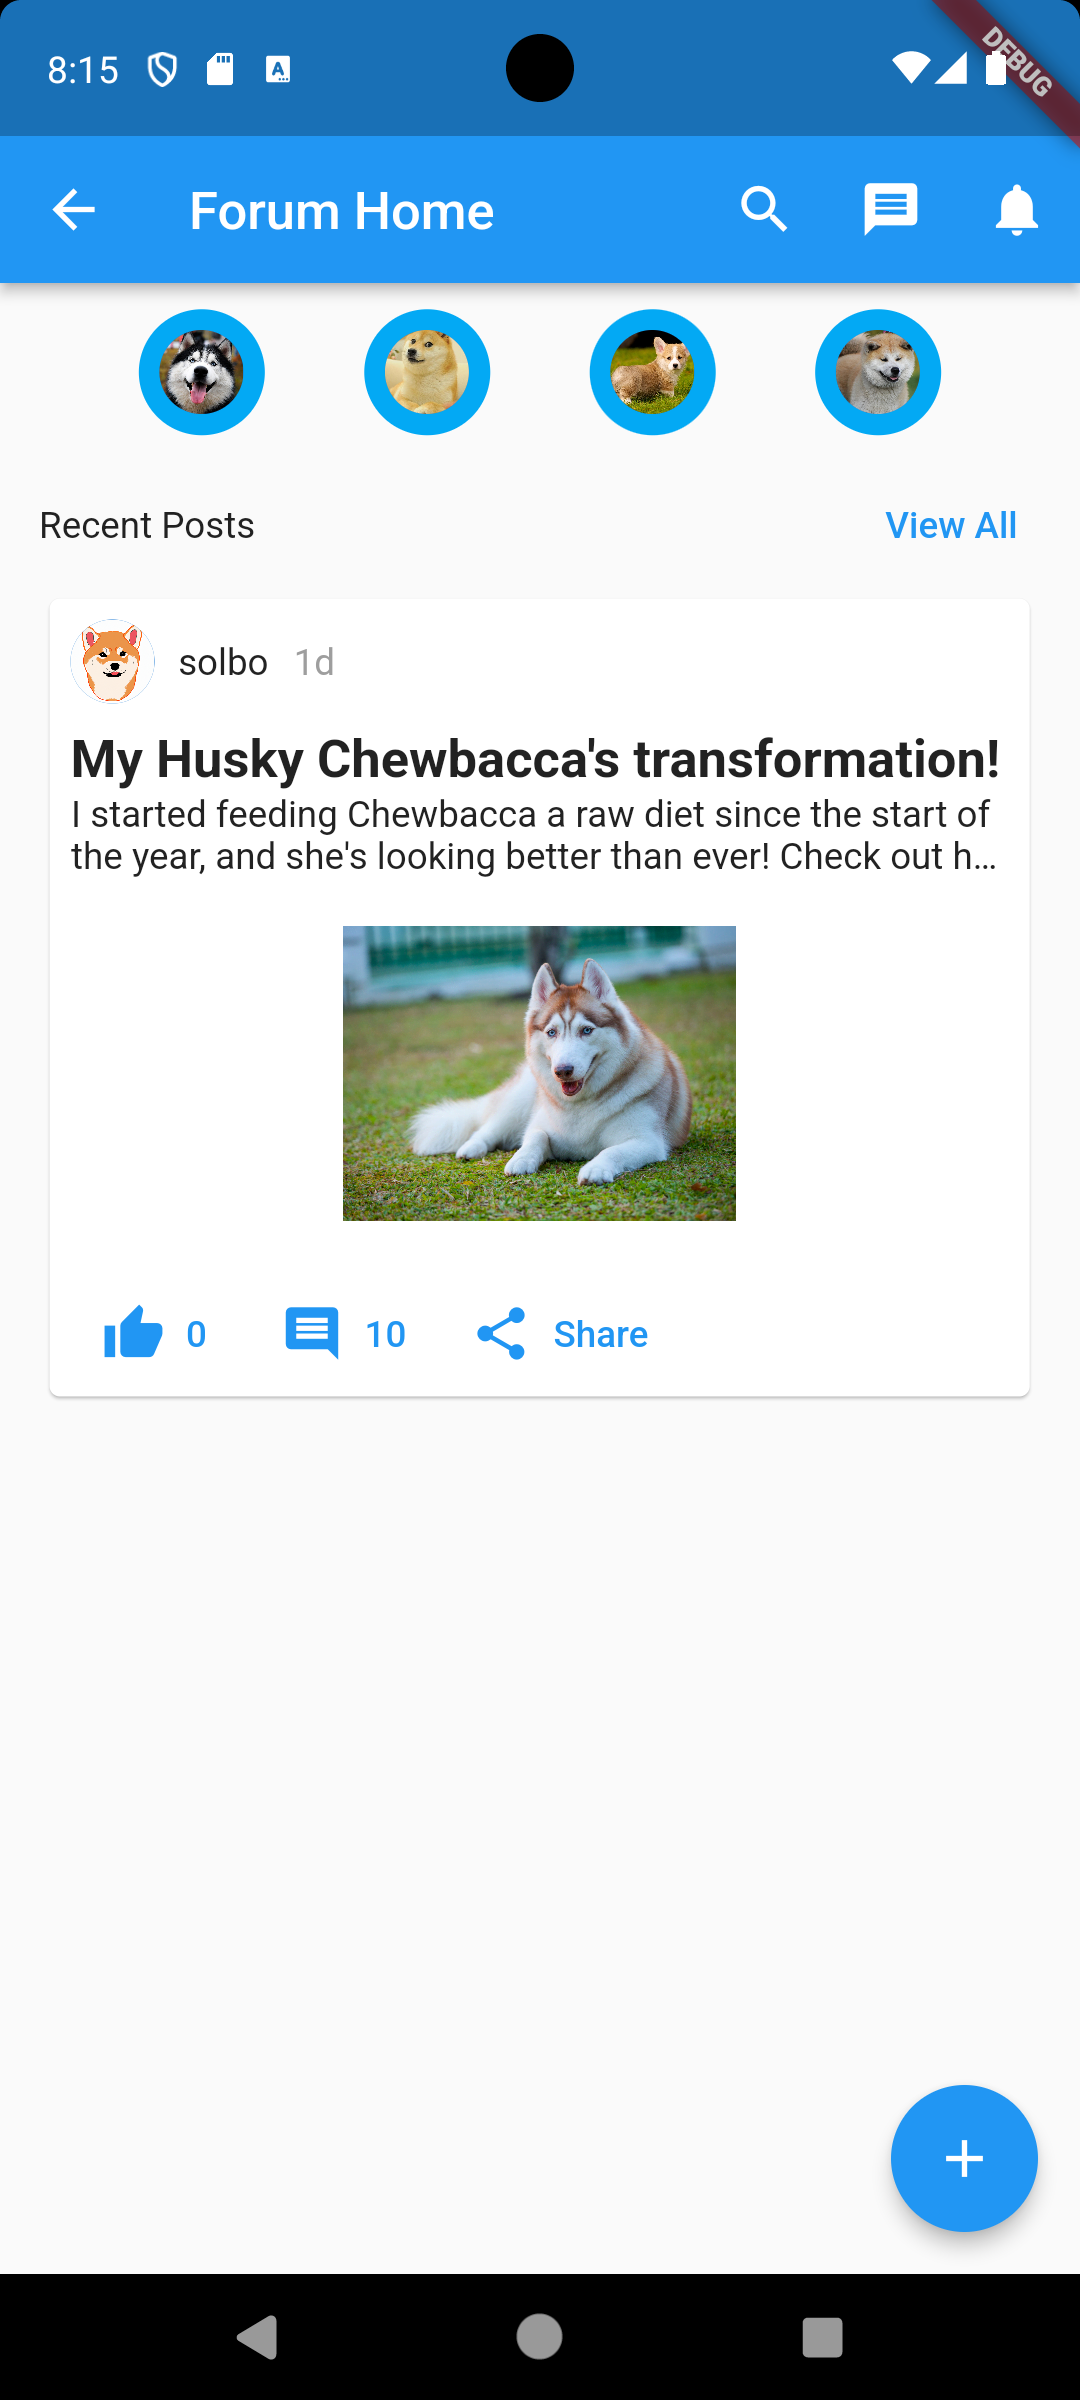 8:15
DEBUG
Forum Home
Recent Posts
View All
solbo 1d
My Husky Chewbacca's transformation!
I started feeding Chewbacca a raw diet since the start of
the year, and she's looking better than ever! Check out h...
0
10
Share